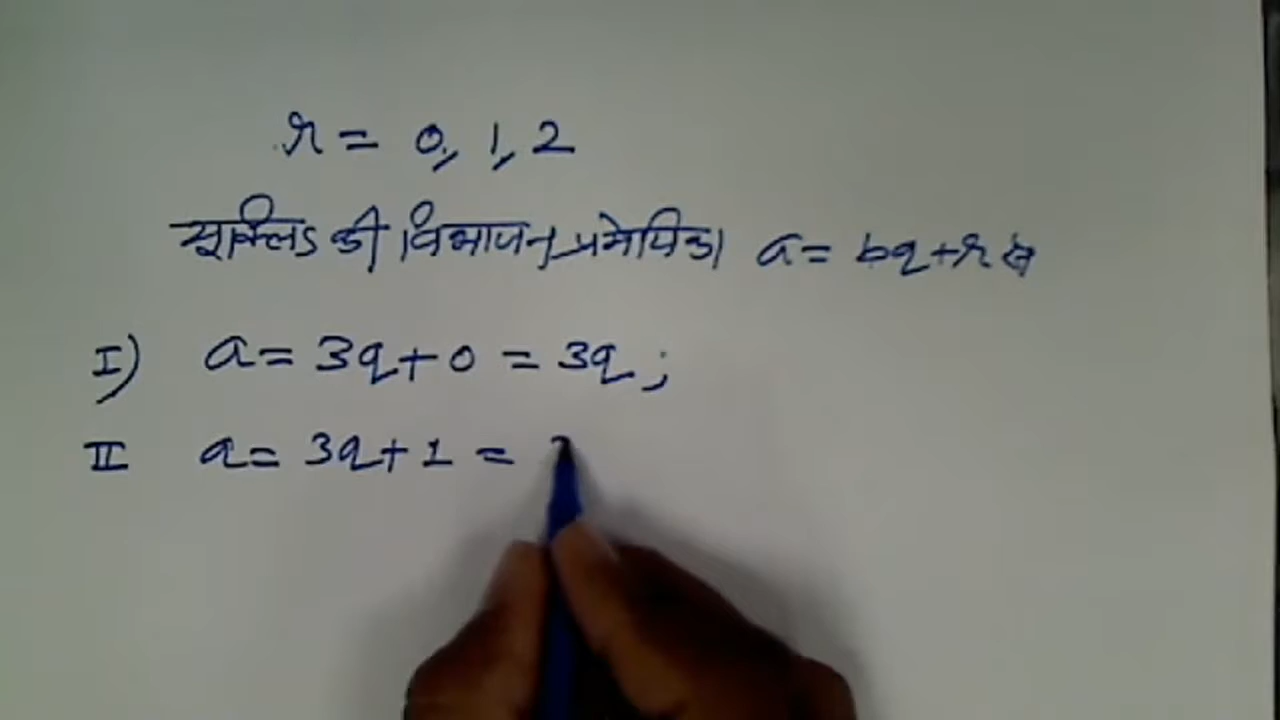 r = 0, 1, 2
यूक्लिड की विभाजन प्रमेयिका a = bq+r से
I) a = 3q+0 = 3q ;
II a = 3q+1 =